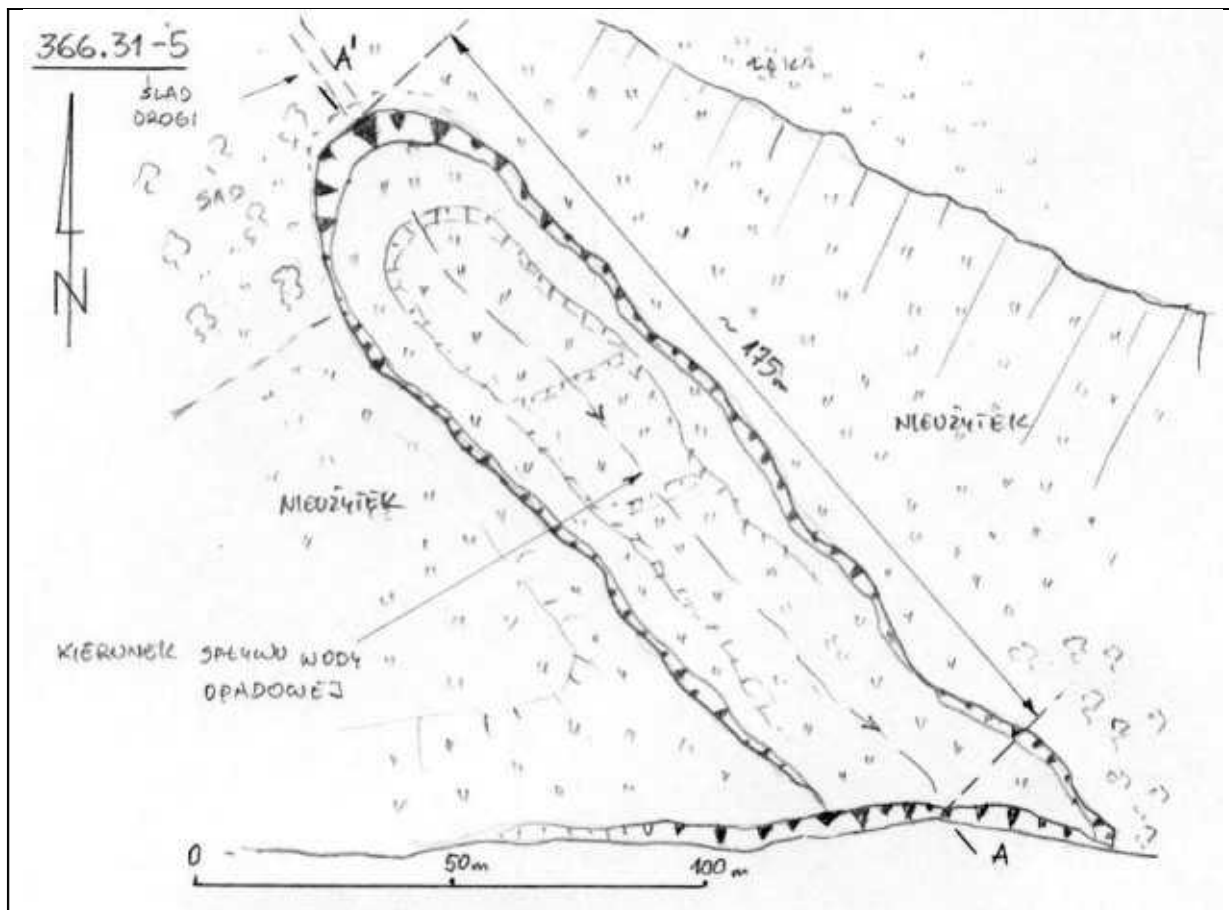 366.31-5
A'
ŚLAD
DROGI
ŁĄKA
SAD
N
~ 175m
NIEUŻYTEK
NIEUŻYTEK
KIERUNEK SPŁYWU WODY
OPADOWEJ
0
50m
100m
A